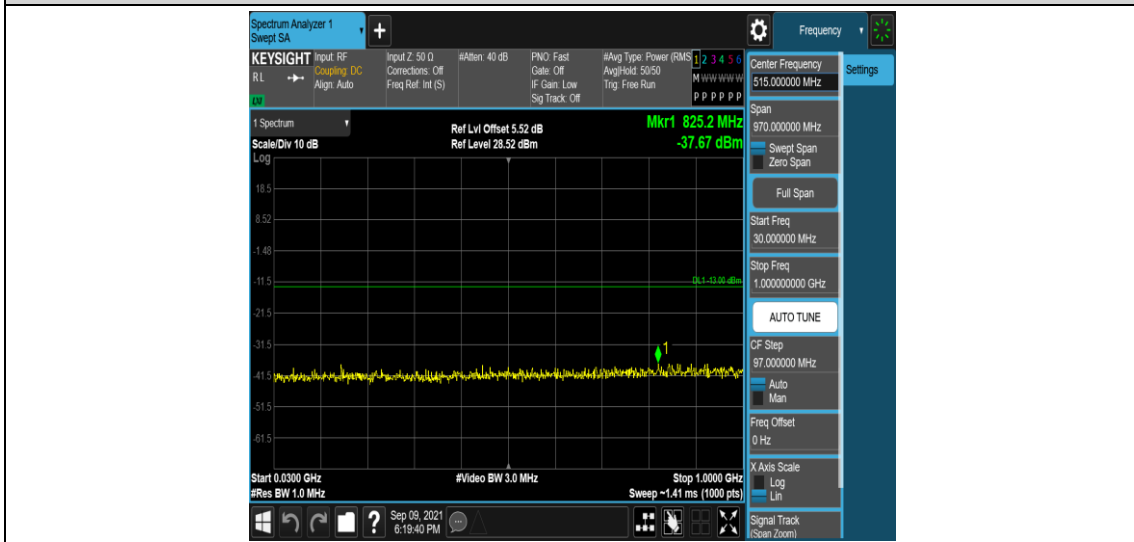 Spectrum Analyzer 1
Swept SA
+
Frequency
KEYSIGHT
RL
LXI
Input: RF
Coupling: DC
Align: Auto
Input Z: 50 Ω
Corrections: Off
Freq Ref: Int (S)
#Atten: 40 dB
PNO: Fast
Gate: Off
IF Gain: Low
Sig Track: Off
#Avg Type: Power (RMS
Avg|Hold: 50/50
Trig: Free Run
1 2 3 4 5 6
M W W W W W
P P P P P P
1 Spectrum
Scale/Div 10 dB
Log
Ref Lvl Offset 5.52 dB
Ref Level 28.52 dBm
Mkr1 825.2 MHz
-37.67 dBm
18.5
8.52
-1.48
-11.5
DL1 -13.00 dBm
-21.5
-31.5
1
-41.5
-51.5
-61.5
Start 0.0300 GHz
#Res BW 1.0 MHz
#Video BW 3.0 MHz
Stop 1.0000 GHz
Sweep ~1.41 ms (1000 pts)
?
Sep 09, 2021
6:19:40 PM
Center Frequency
515.000000 MHz
Settings
Span
970.000000 MHz
Swept Span
Zero Span
Full Span
Start Freq
30.000000 MHz
Stop Freq
1.000000000 GHz
AUTO TUNE
CF Step
97.000000 MHz
Auto
Man
Freq Offset
0 Hz
X Axis Scale
Log
Lin
Signal Track
(Span Zoom)